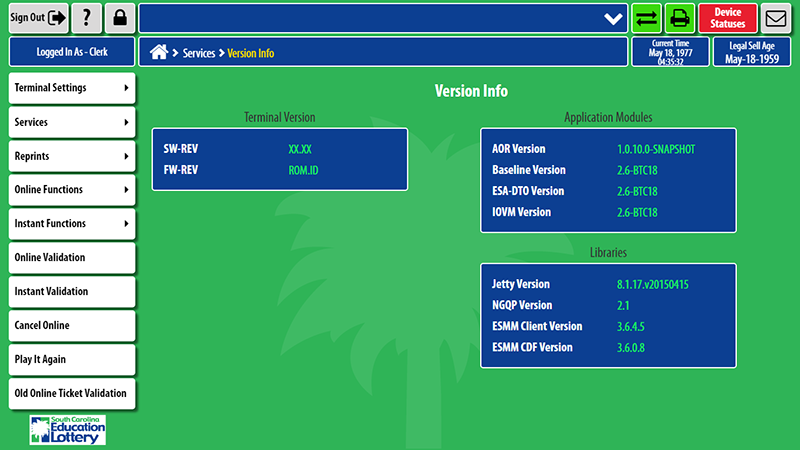 Sign Out
?
Device
Statuses
Logged In As - Clerk
Services
Version Info
Current Time
May 18, 1977
04:35:32
Legal Sell Age
May-18-1959
Terminal Settings
Services
Reprints
Online Functions
Instant Functions
Online Validation
Instant Validation
Cancel Online
Play It Again
Old Online Ticket Validation
South Carolina
Education
Lottery
Version Info
Terminal Version
SW-REV XX.XX
FW-REV ROM.ID
Application Modules
AOR Version 1.0.10.0-SNAPSHOT
Baseline Version 2.6-BTC18
ESA-DTO Version 2.6-BTC18
IOVM Version 2.6-BTC18
Libraries
Jetty Version 8.1.17.v20150415
NGQP Version 2.1
ESMM Client Version 3.6.4.5
ESMM CDF Version 3.6.0.8